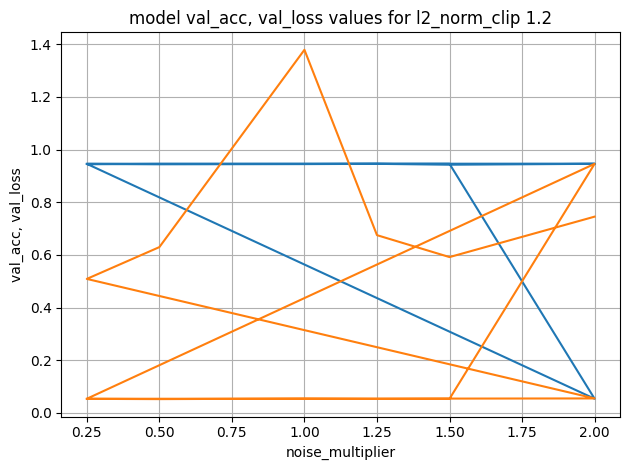 model val_acc, val_loss values for l2_norm_clip 1.2
val_acc, val_loss
1.4
1.2
1.0
0.8
0.6
0.4
0.2
0.0
0.25 0.50 0.75 1.00 1.25 1.50 1.75 2.00
noise_multiplier